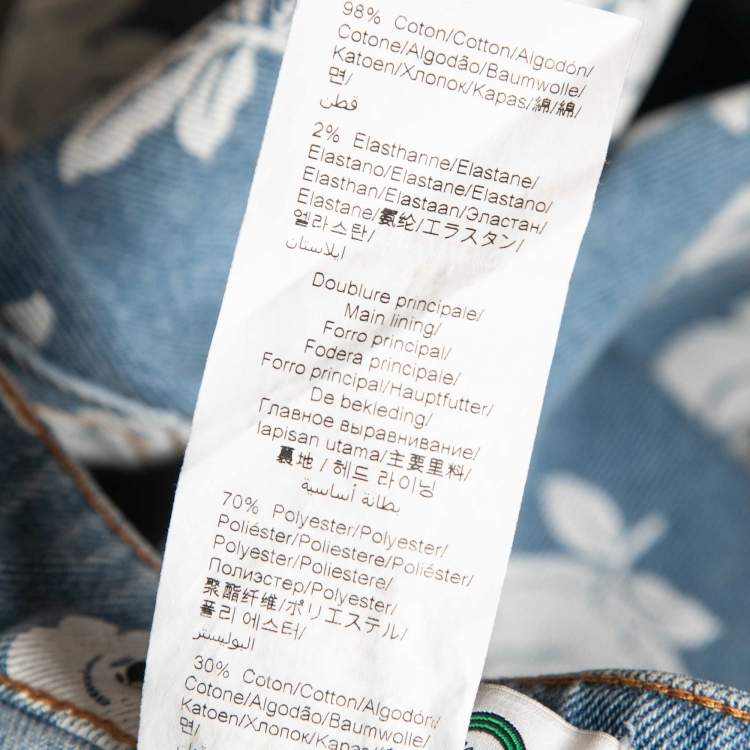 98% Coton/Cotton/Algodón/
Cotone/Algodão/Baumwolle/
Katoen/Хлопок/Kapas/綿/綿/
면/
قطن
2% Elasthanne/Elastane/
Elastano/Elastane/Elastano/
Elasthan/Elastaan/Эластан/
Elastane/氨纶/エラスタン/
엘라스탄/
ايلاستان
Doublure principale/
Main lining/
Forro principal/
Fodera principale/
Forro principal/Hauptfutter/
De bekleding/
Главное выравнивание/
lapisan utama/主要里料/
裏地 / 헤드 라이닝
بطانة أساسية
70% Polyester/Polyester/
Poliéster/Poliestere/Poliéster/
Polyester/Poliestere/
Полиэстер/Polyester/
聚酯纤维/ポリエステル/
폴리 에스터/
البوليستر
30% Coton/Cotton/Algodón/
Cotone/Algodão/Baumwolle/
Katoen/Хлопок/Kapas/綿/
면/
قطن